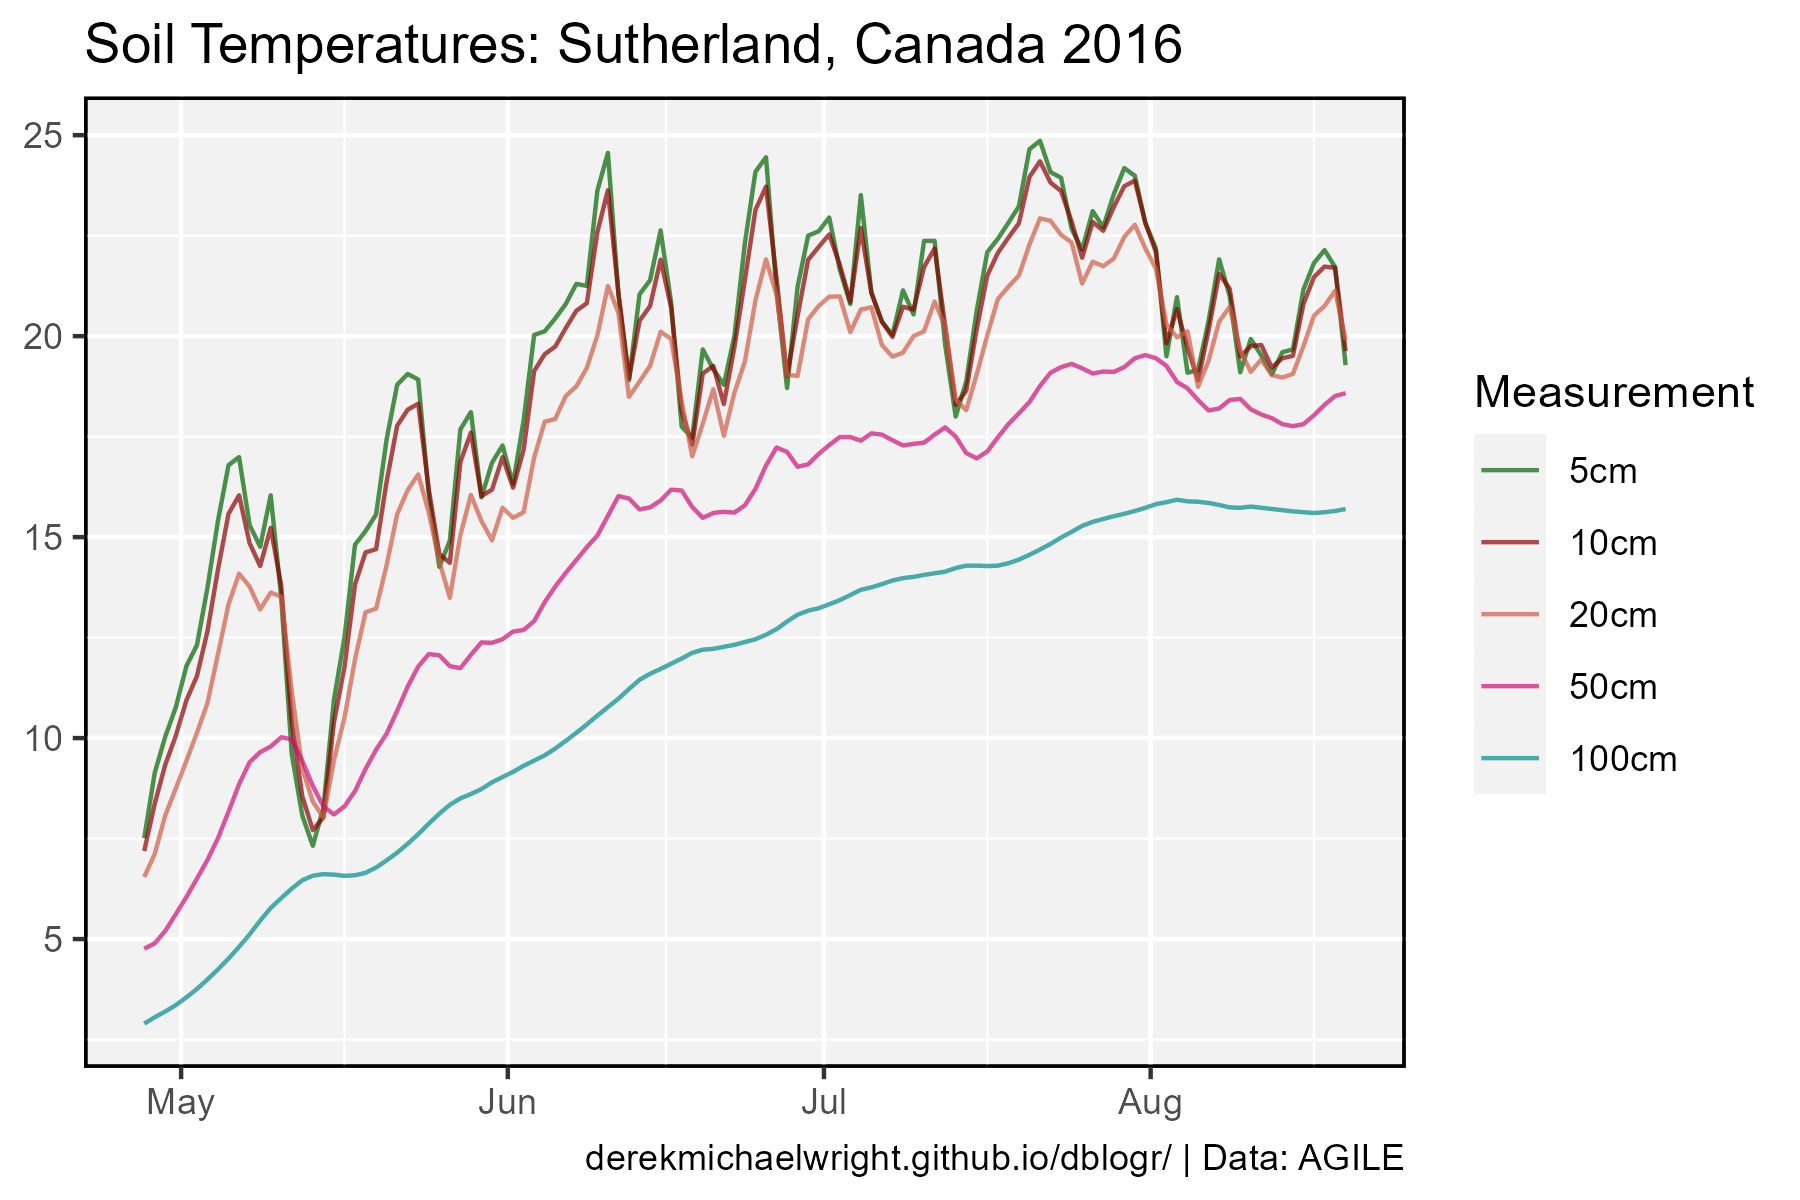 Soil Temperatures: Sutherland, Canada 2016
25
20
15
10
5
May Jun Jul Aug
Measurement
5cm
10cm
20cm
50cm
100cm
derekmichaelwright.github.io/dblogr/ | Data: AGILE